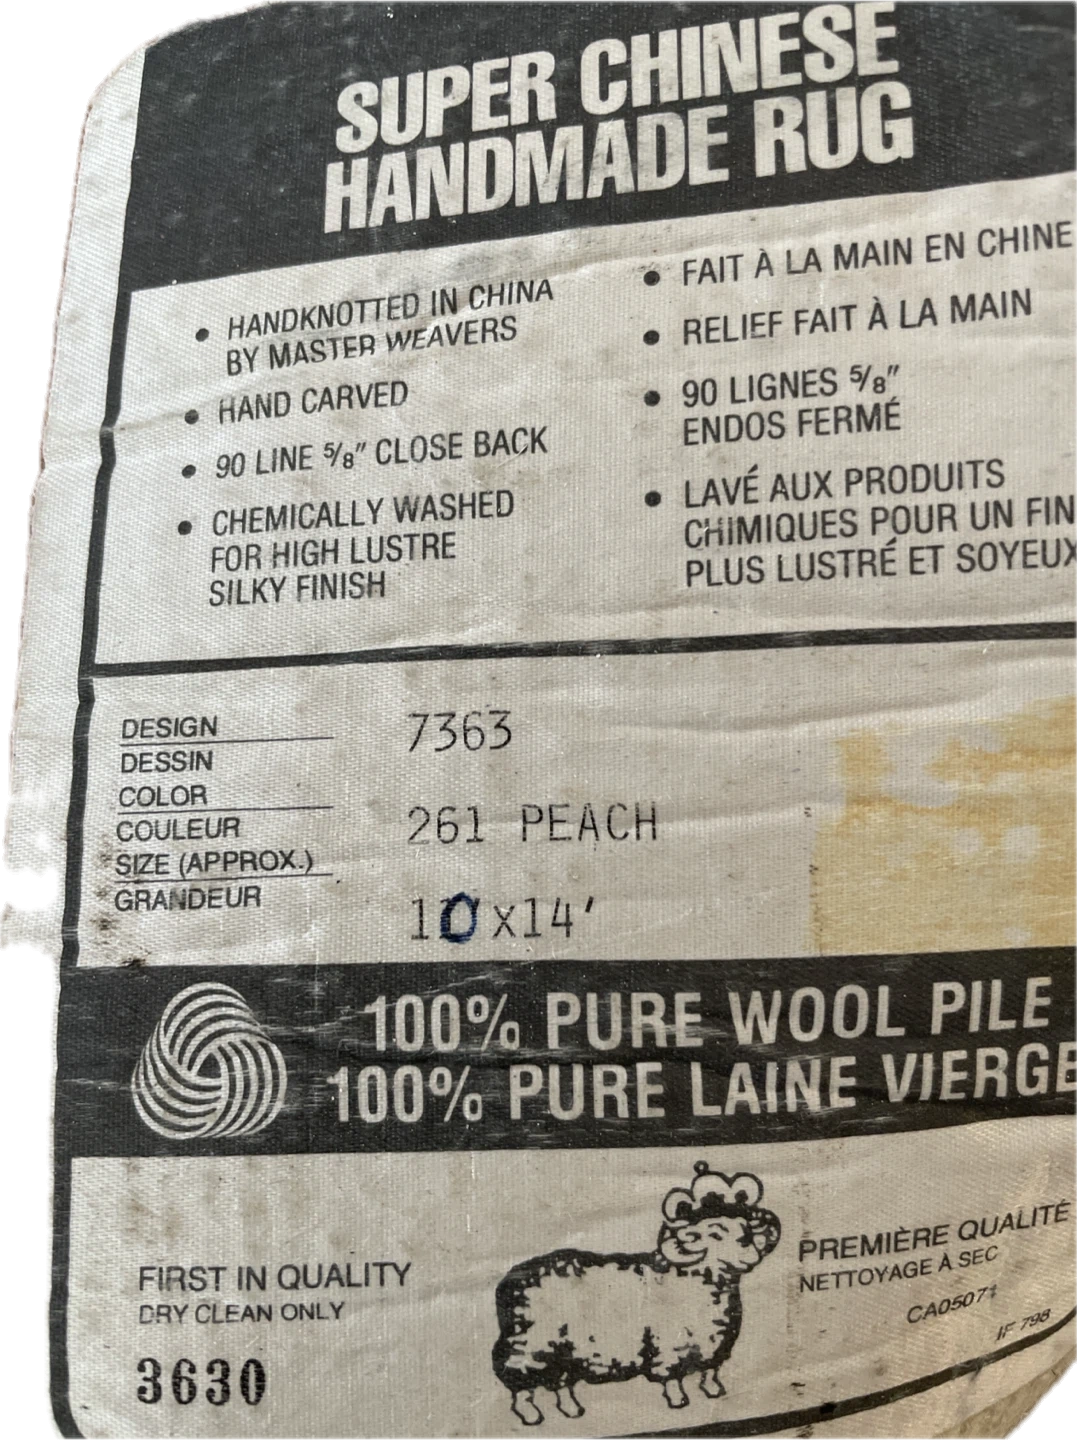 SUPER CHINESE
HANDMADE RUG
• HANDKNOTTED IN CHINA
BY MASTER WEAVERS
• HAND CARVED
• 90 LINE 5/8" CLOSE BACK
• CHEMICALLY WASHED
FOR HIGH LUSTRE
SILKY FINISH
• FAIT À LA MAIN EN CHINE
• RELIEF FAIT À LA MAIN
• 90 LIGNES 5/8"
ENDOS FERMÉ
• LAVÉ AUX PRODUITS
CHIMIQUES POUR UN FIN
PLUS LUSTRÉ ET SOYEUX
DESIGN 7363
DESSIN
COLOR
COULEUR 261 PEACH
SIZE (APPROX.)
GRANDEUR 10x14'
100% PURE WOOL PILE
100% PURE LAINE VIERGE
FIRST IN QUALITY
DRY CLEAN ONLY
3630
PREMIÈRE QUALITÉ
NETTOYAGE À SEC
IF 798